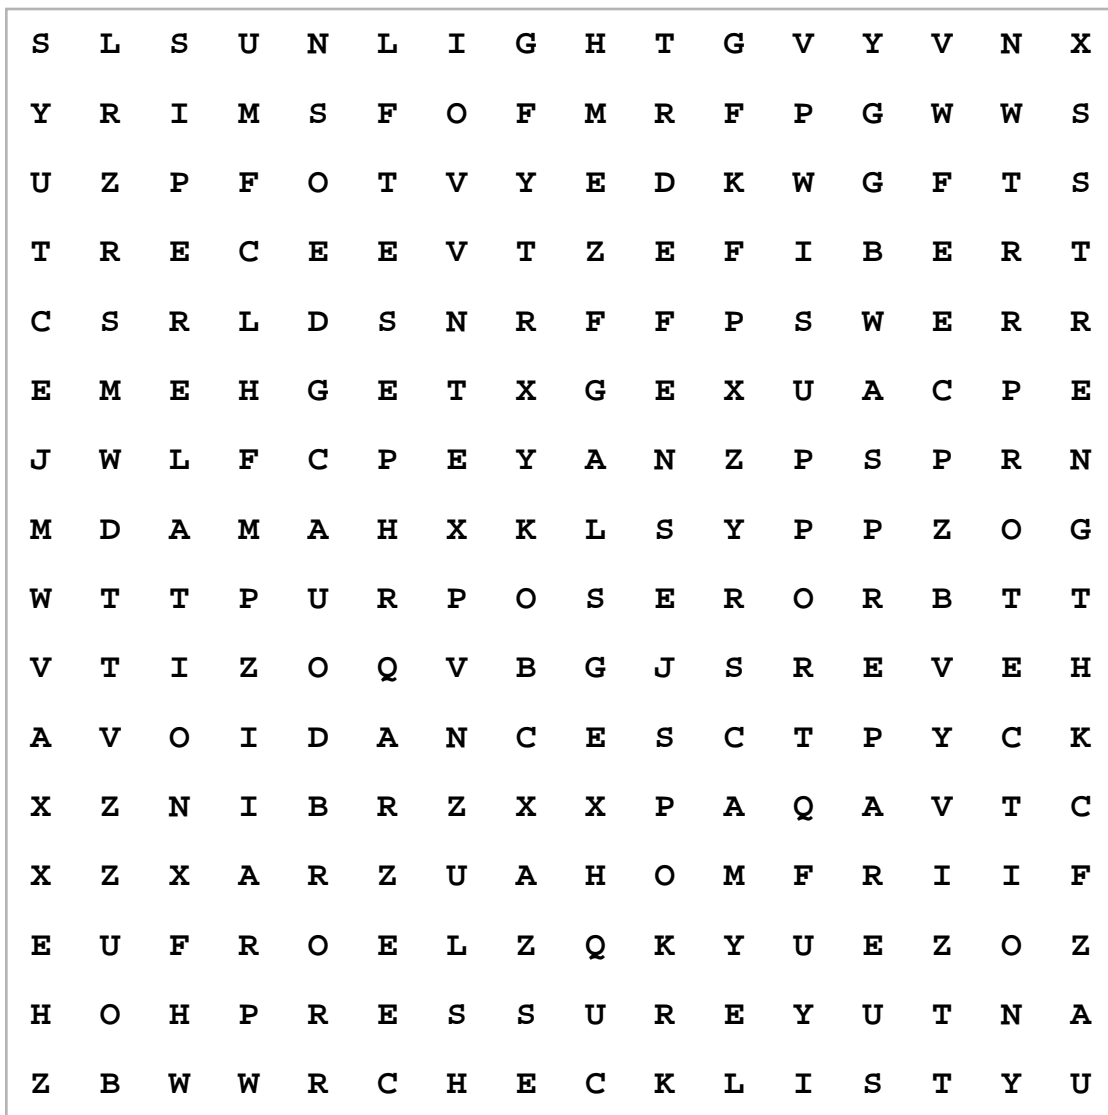 S L S U N L I G H T G V Y V N X
Y R I M S F O F M R F P G W W S
U Z P F O T V Y E D K W G F T S
T R E C E E V T Z E F I B E R T
C S R L D S N R F F P S W E R R
E M E H G E T X G E X U A C P E
J W L F C P E Y A N Z P S P R N
M D A M A H X K L S Y P P Z O G
W T T P U R P O S E R O R B T T
V T I Z O Q V B G J S R E V E H
A V O I D A N C E S C T P Y C K
X Z N I B R Z X X P A Q A V T C
X Z X A R Z U A H O M F R I I F
E U F R O E L Z Q K Y U E Z O Z
H O H P R E S S U R E Y U T N A
Z B W W R C H E C K L I S T Y U